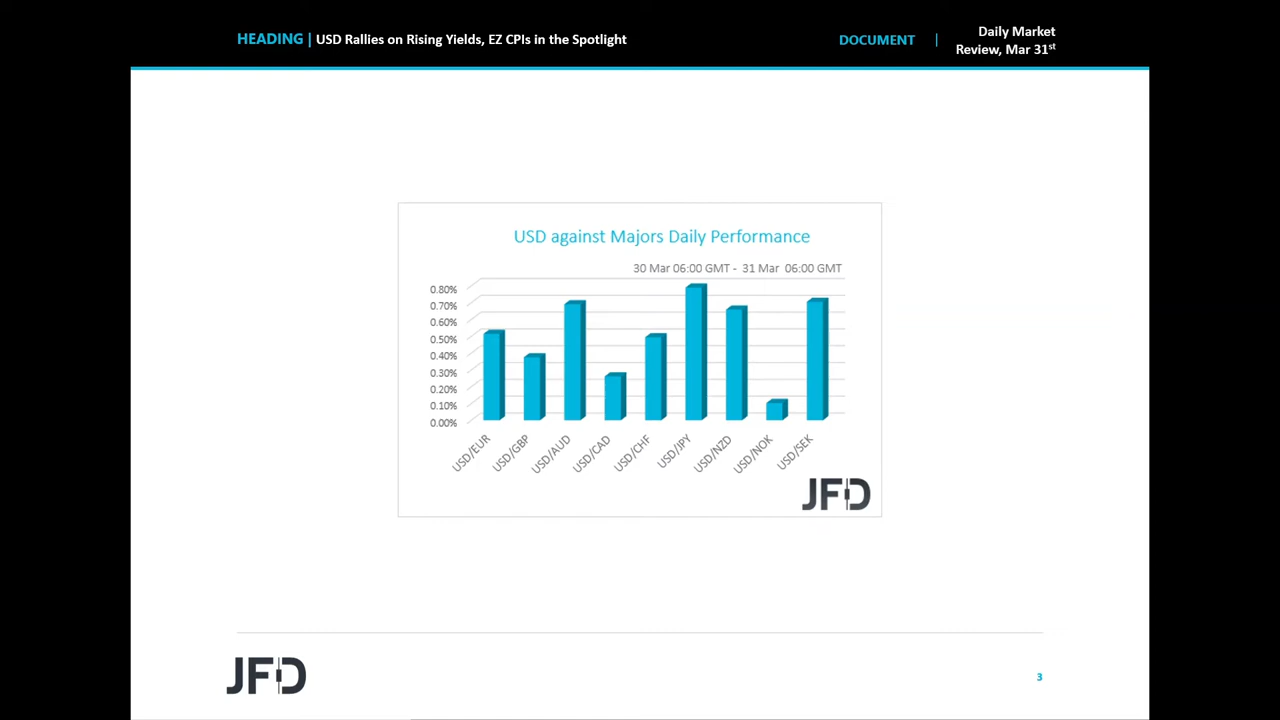 HEADING | USD Rallies on Rising Yields, EZ CPIs in the Spotlight
DOCUMENT | Daily Market
Review, Mar 31st
USD against Majors Daily Performance
30 Mar 06:00 GMT - 31 Mar 06:00 GMT
0.80%
0.70%
0.60%
0.50%
0.40%
0.30%
0.20%
0.10%
0.00%
USD/EUR
USD/GBP
USD/AUD
USD/CAD
USD/CHF
USD/JPY
USD/NZD
USD/NOK
USD/SEK
JFD
JFD
3